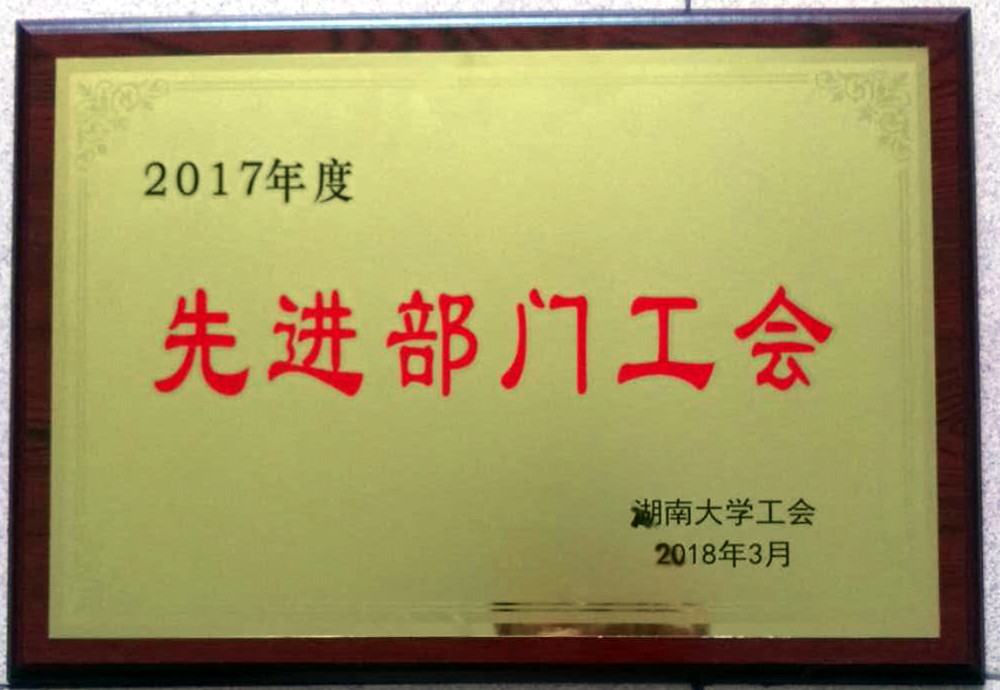 2017年度
先进部门工会
湖南大学工会
2018年3月